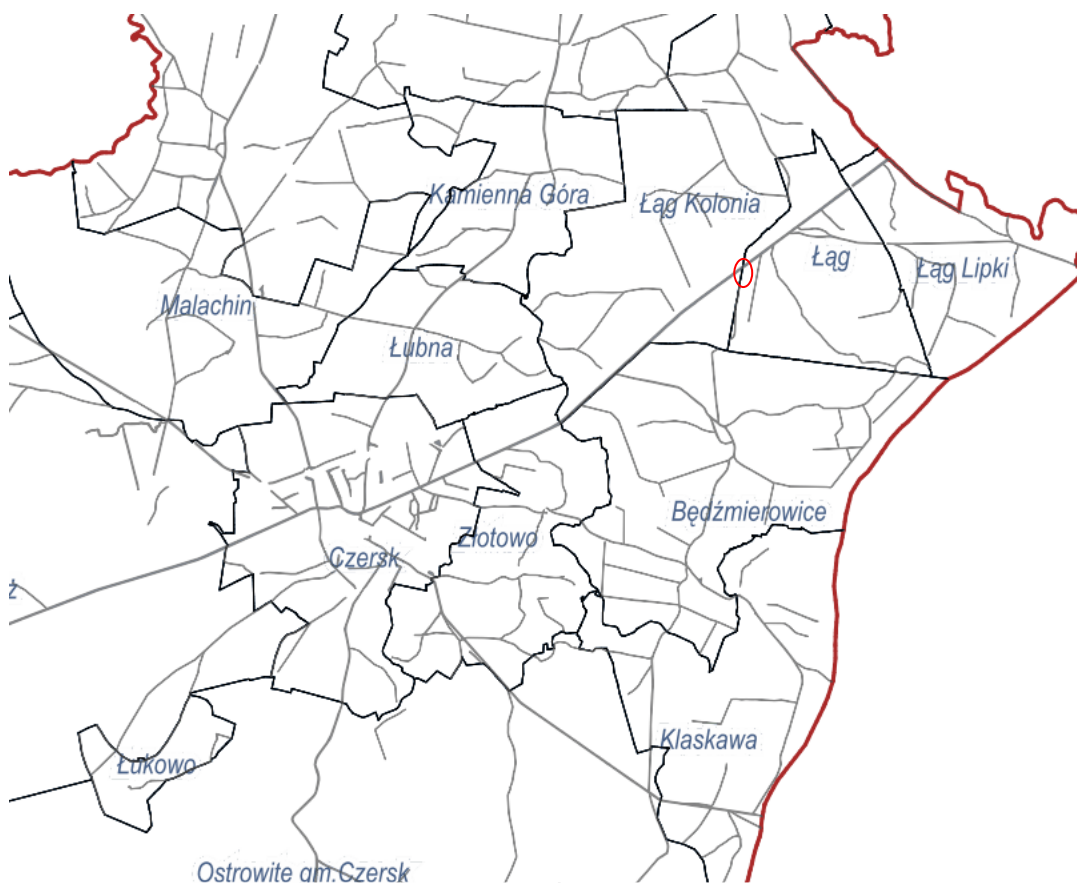 Kamienna Góra
Łąg Kolonia
Łąg
Łąg Lipki
Malachin
Łubna
Będźmierowice
Złotowo
Czersk
ż
Klaskawa
Łukowo
Ostrowite gm.Czersk